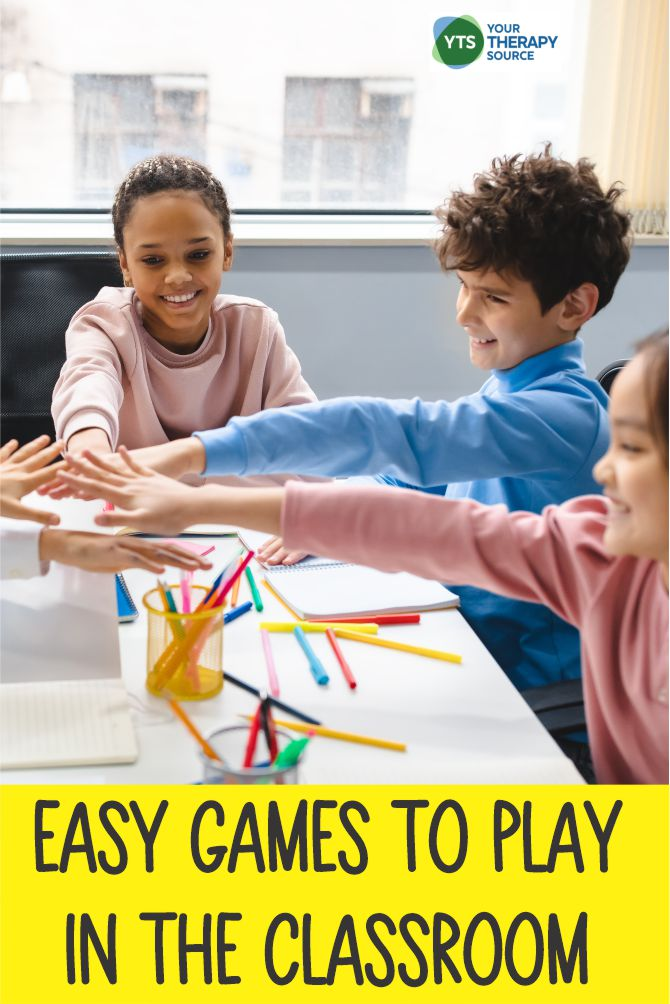 YTS
YOUR
THERAPY
SOURCE
EASY GAMES TO PLAY
IN THE CLASSROOM